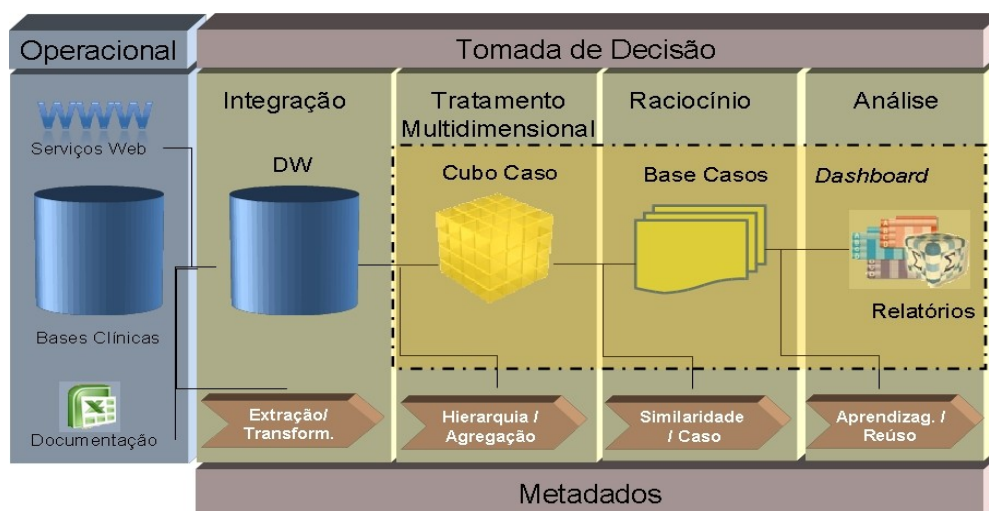 Operacional
Tomada de Decisão
WWW
Serviços Web
Bases Clínicas
Documentação
Integração
DW
Extração/
Transform.
Tratamento
Multidimensional
Cubo Caso
Hierarquia /
Agregação
Raciocínio
Base Casos
Similaridade
/ Caso
Análise
Dashboard
Relatórios
Aprendizag. /
Reúso
Metadados